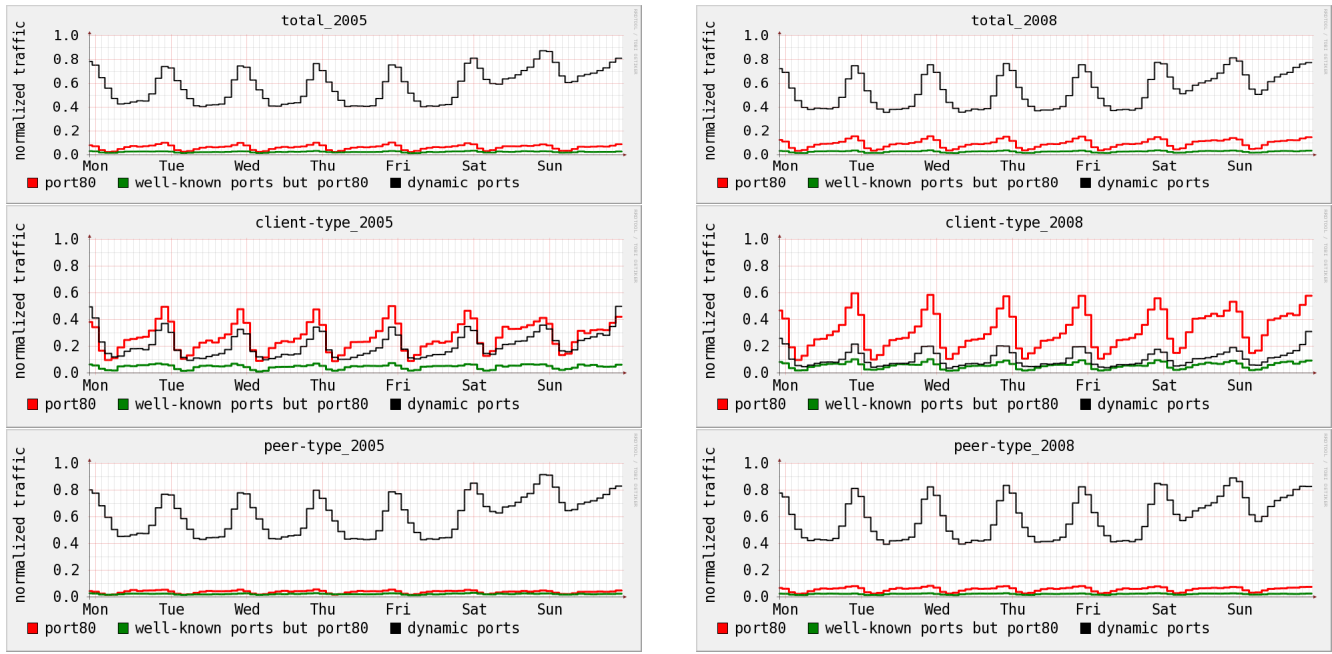 total_2005
normalized traffic
1.0
0.8
0.6
0.4
0.2
0.0
Mon Tue Wed Thu Fri Sat Sun
port80 well-known ports but port80 dynamic ports
total_2008
normalized traffic
1.0
0.8
0.6
0.4
0.2
0.0
Mon Tue Wed Thu Fri Sat Sun
port80 well-known ports but port80 dynamic ports
client-type_2005
normalized traffic
1.0
0.8
0.6
0.4
0.2
0.0
Mon Tue Wed Thu Fri Sat Sun
port80 well-known ports but port80 dynamic ports
client-type_2008
normalized traffic
1.0
0.8
0.6
0.4
0.2
0.0
Mon Tue Wed Thu Fri Sat Sun
port80 well-known ports but port80 dynamic ports
peer-type_2005
normalized traffic
1.0
0.8
0.6
0.4
0.2
0.0
Mon Tue Wed Thu Fri Sat Sun
port80 well-known ports but port80 dynamic ports
peer-type_2008
normalized traffic
1.0
0.8
0.6
0.4
0.2
0.0
Mon Tue Wed Thu Fri Sat Sun
port80 well-known ports but port80 dynamic ports